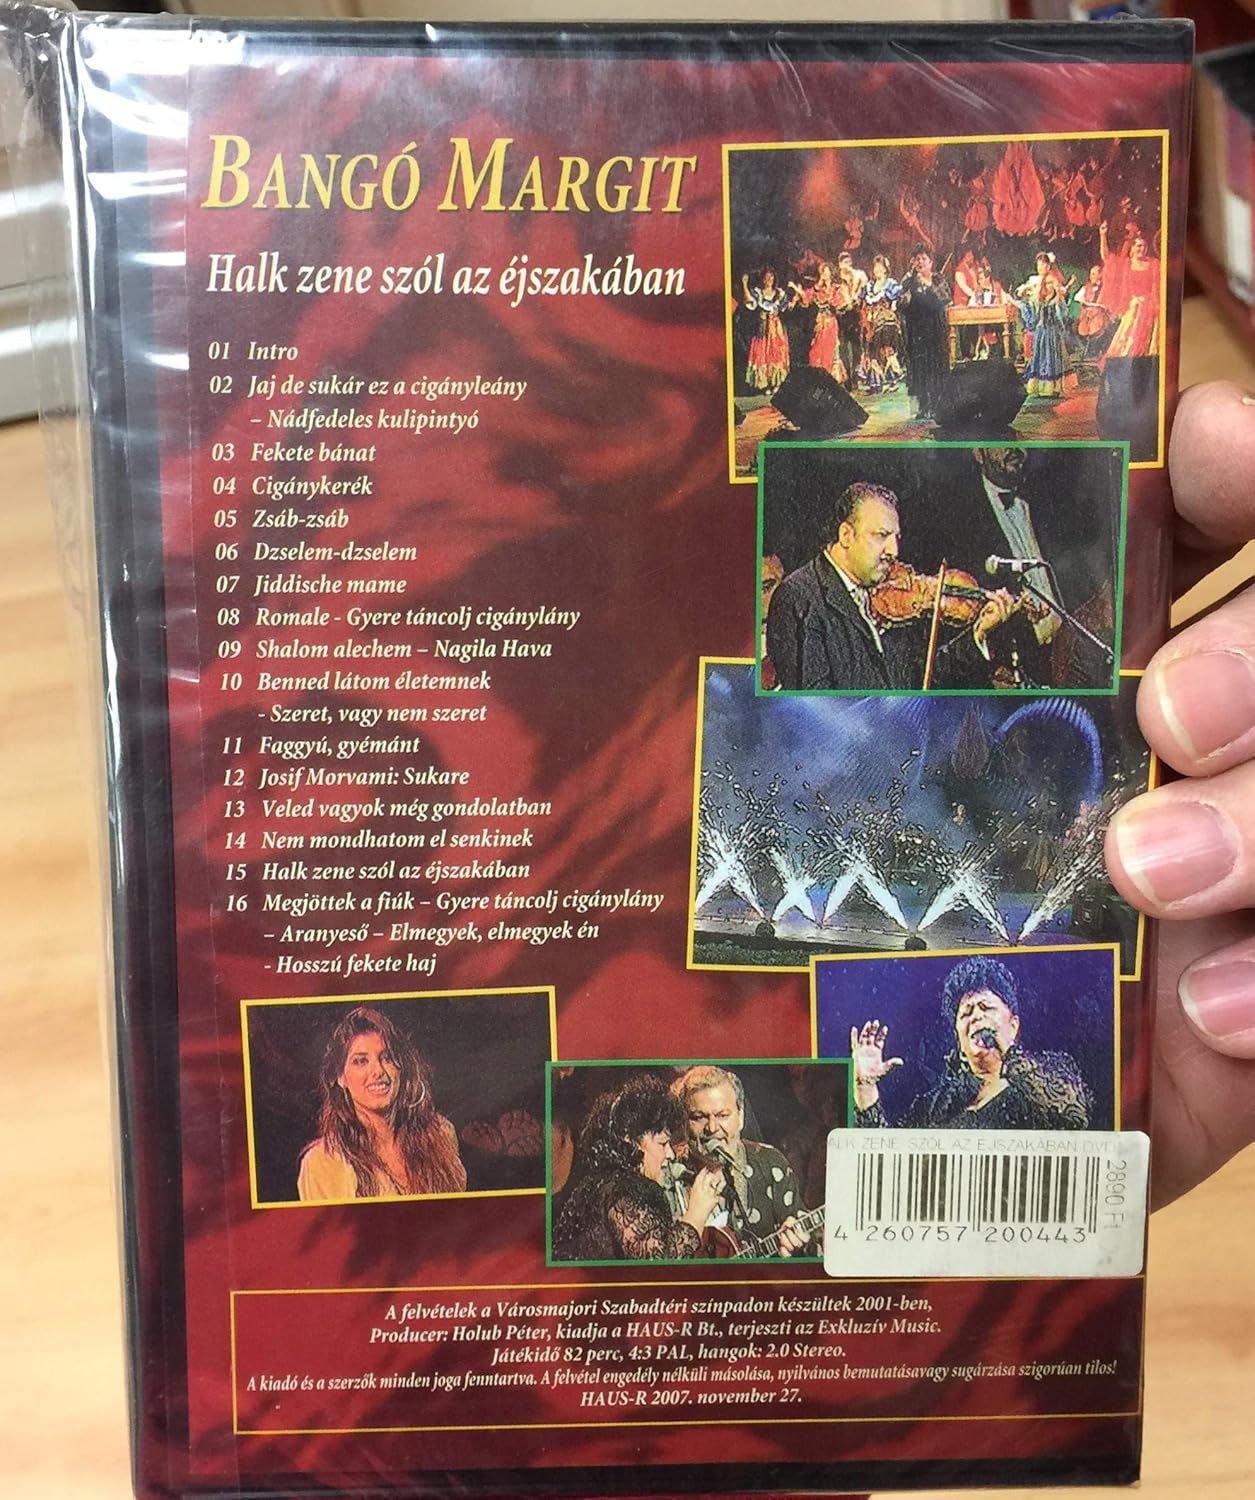 BANGÓ MARGIT
Halk zene szól az éjszakában
01 Intro
02 Jaj de sukár ez a cigányleány
– Nádfedeles kulipintyó
03 Fekete bánat
04 Cigánykerék
05 Zsáb-zsáb
06 Dzselem-dzselem
07 Jiddische mame
08 Romale - Gyere táncolj cigánylány
09 Shalom alechem – Nagila Hava
10 Benned látom életemnek
- Szeret, vagy nem szeret
11 Faggyú, gyémánt
12 Josif Morvami: Sukare
13 Veled vagyok még gondolatban
14 Nem mondhatom el senkinek
15 Halk zene szól az éjszakában
16 Megjöttek a fiúk – Gyere táncolj cigánylány
– Aranyeső – Elmegyek, elmegyek én
- Hosszú fekete haj
ALK ZENE SZÓL AZ ÉJSZAKÁBAN DVD
2890 Ft
4 260757 200443
A felvételek a Városmajori Szabadtéri színpadon készültek 2001-ben,
Producer: Holub Péter, kiadja a HAUS-R Bt., terjeszti az Exkluzív Music.
Játékidő 82 perc, 4:3 PAL, hangok: 2.0 Stereo.
A kiadó és a szerzők minden joga fenntartva. A felvétel engedély nélküli másolása, nyilvános bemutatásavagy sugárzása szigorúan tilos!
HAUS-R 2007. november 27.